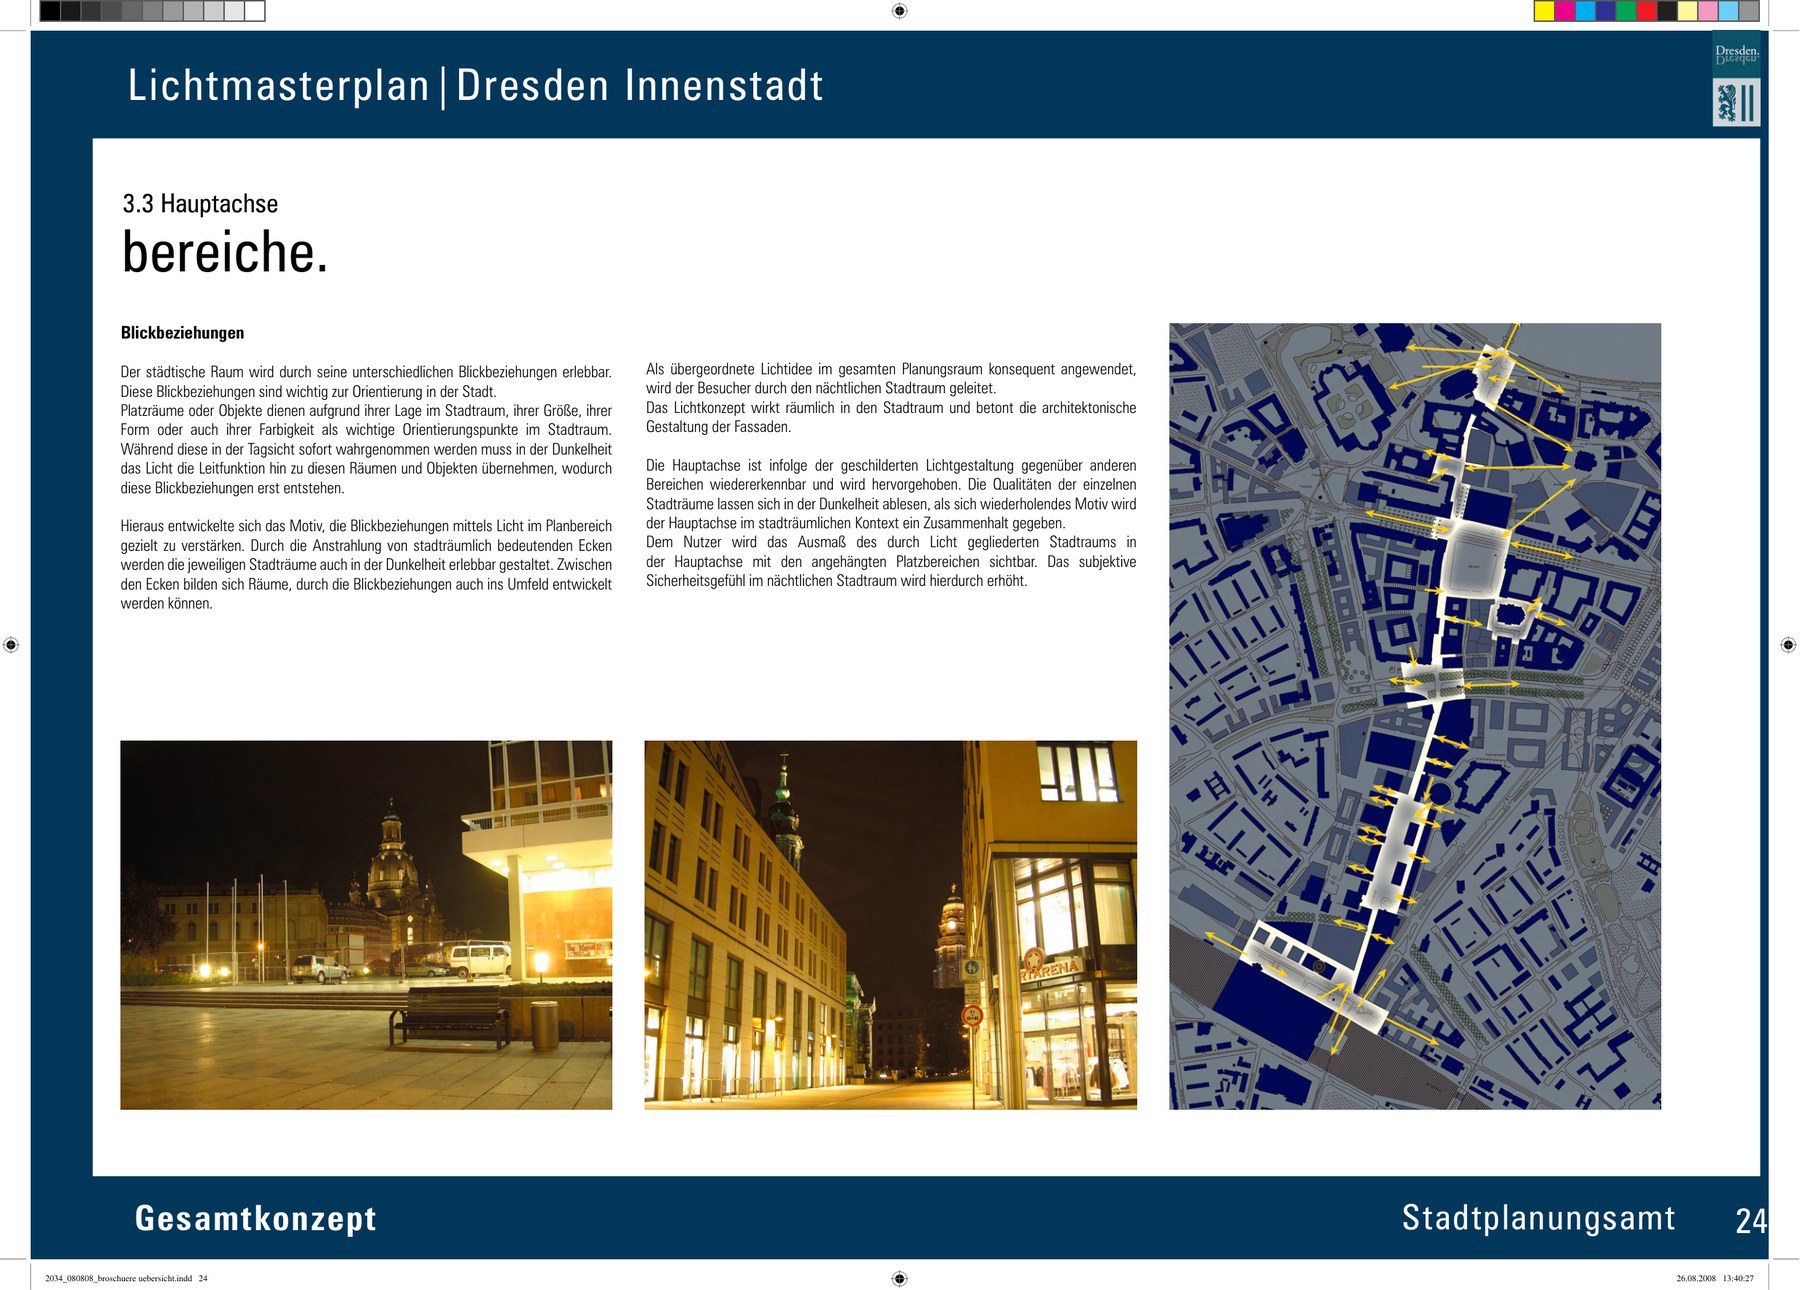 Lichtmasterplan|Dresden Innenstadt
Dresden.
Dresden.
3.3 Hauptachse
bereiche.
Blickbeziehungen
Der städtische Raum wird durch seine unterschiedlichen Blickbeziehungen erlebbar.
Diese Blickbeziehungen sind wichtig zur Orientierung in der Stadt.
Platzräume oder Objekte dienen aufgrund ihrer Lage im Stadtraum, ihrer Größe, ihrer
Form oder auch ihrer Farbigkeit als wichtige Orientierungspunkte im Stadtraum.
Während diese in der Tagsicht sofort wahrgenommen werden muss in der Dunkelheit
das Licht die Leitfunktion hin zu diesen Räumen und Objekten übernehmen, wodurch
diese Blickbeziehungen erst entstehen.
Hieraus entwickelte sich das Motiv, die Blickbeziehungen mittels Licht im Planbereich
gezielt zu verstärken. Durch die Anstrahlung von stadträumlich bedeutenden Ecken
werden die jeweiligen Stadträume auch in der Dunkelheit erlebbar gestaltet. Zwischen
den Ecken bilden sich Räume, durch die Blickbeziehungen auch ins Umfeld entwickelt
werden können.
Als übergeordnete Lichtidee im gesamten Planungsraum konsequent angewendet,
wird der Besucher durch den nächtlichen Stadtraum geleitet.
Das Lichtkonzept wirkt räumlich in den Stadtraum und betont die architektonische
Gestaltung der Fassaden.
Die Hauptachse ist infolge der geschilderten Lichtgestaltung gegenüber anderen
Bereichen wiedererkennbar und wird hervorgehoben. Die Qualitäten der einzelnen
Stadträume lassen sich in der Dunkelheit ablesen, als sich wiederholendes Motiv wird
der Hauptachse im stadträumlichen Kontext ein Zusammenhalt gegeben.
Dem Nutzer wird das Ausmaß des durch Licht gegliederten Stadtraums in
der Hauptachse mit den angehängten Platzbereichen sichtbar. Das subjektive
Sicherheitsgefühl im nächtlichen Stadtraum wird hierdurch erhöht.
RTARENA
Gesamtkonzept
Stadtplanungsamt
24
2034_080808_broschuere uebersicht.indd 24
26.08.2008 13:40:27